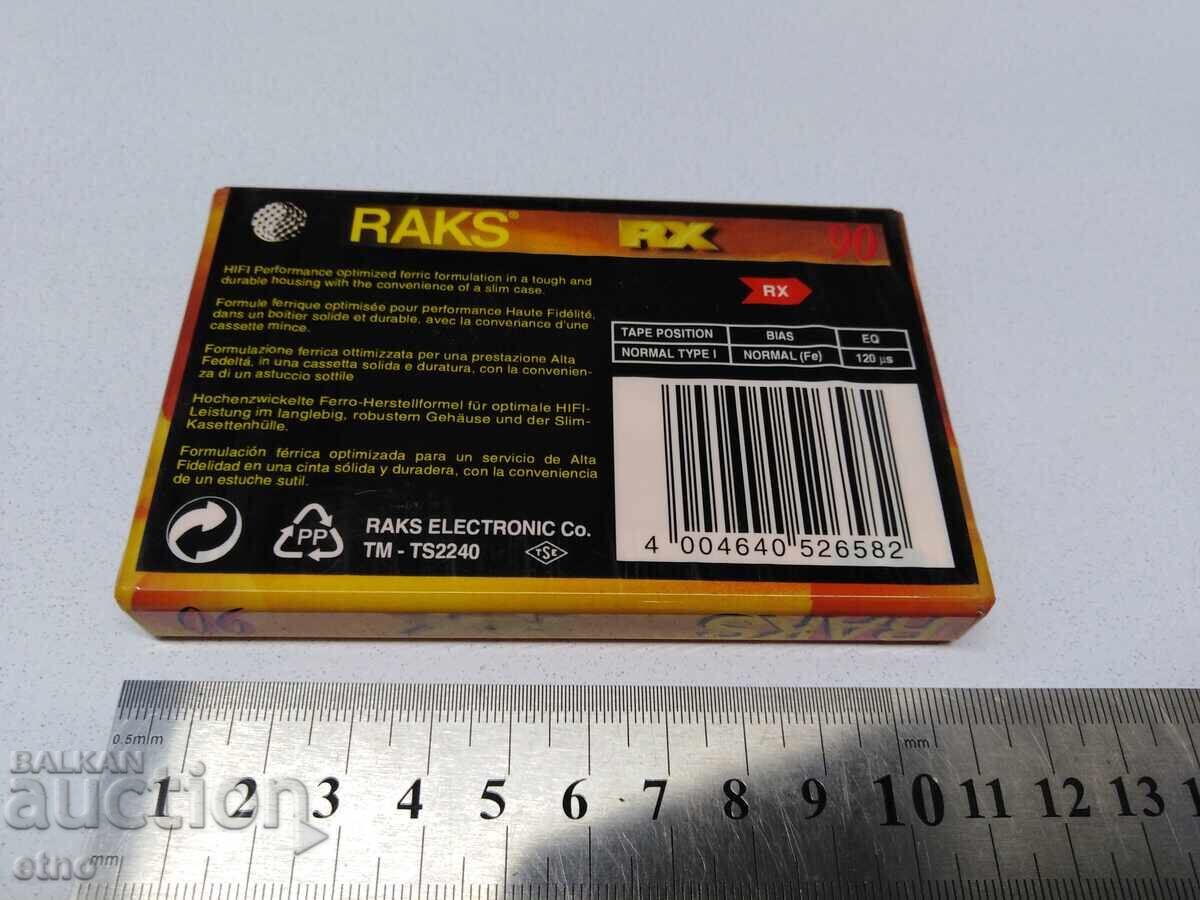 RAKS®
RX
90
HIFI Performance optimized ferric formulation in a tough and
durable housing with the convenience of a slim case.
Formule ferrique optimisée pour performance Haute Fidélité,
dans un boitier solide et durable, avec la convenance d'une
cassette mince.
Formulazione ferrica ottimizzata per una prestazione Alta
Fedeltá, in una cassetta solida e duratura, con la convenien-
za di un astuccio sottile
Hochenzwickelte Ferro-Herstellformel für optimale HIFI-
Leistung im langlebig, robustem Gehäuse und der Slim-
Kasettenhülle.
Formulación férrica optimizada para un servicio de Alta
Fidelidad en una cinta sólida y duradera, con la conveniencia
de un estuche sutil.
RX
TAPE POSITION BIAS EQ
NORMAL TYPE I NORMAL (Fe) 120 µs
4 004640 526582
PP
RAKS ELECTRONIC Co.
TM - TS2240
TSE
90
RAKS
0.5mm
mm
1 2 3 4 5 6 7 8 9 10 11 12 13
mm
BALKAN
auction
etno